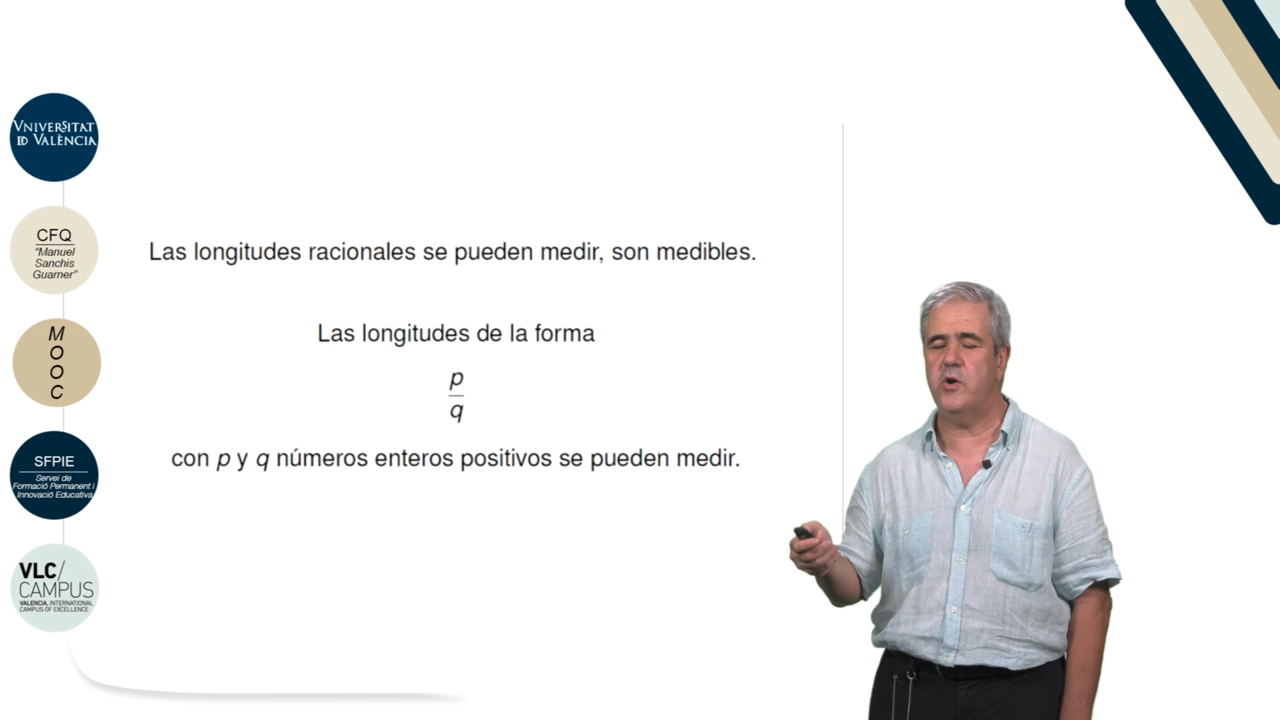 VNIVERSITAT
ID VALÈNCIA
CFQ
"Manuel
Sanchis
Guarner"
M
O
O
C
SFPIE
Servei de
Formació Permanent i
Innovació Educativa
VLC/
CAMPUS
VALENCIA, INTERNATIONAL
CAMPUS OF EXCELLENCE
Las longitudes racionales se pueden medir, son medibles.
Las longitudes de la forma
p
q
con p y q números enteros positivos se pueden medir.